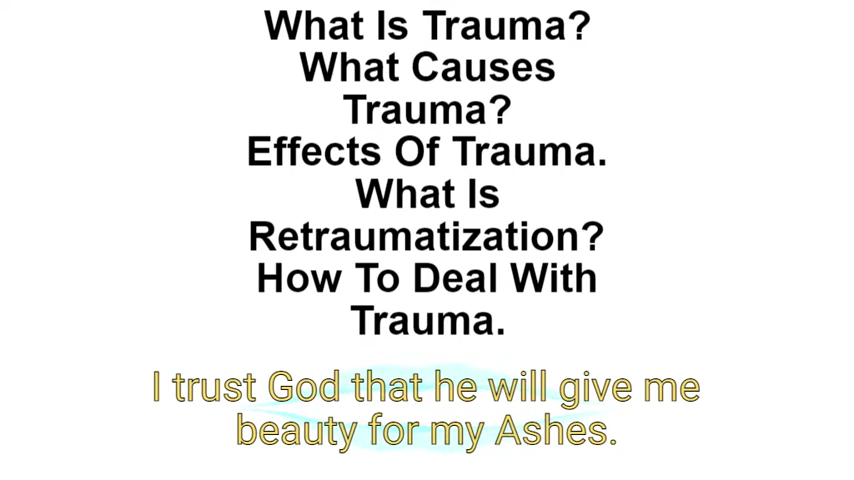 What Is Trauma?
What Causes
Trauma?
Effects Of Trauma.
What Is
Retraumatization?
How To Deal With
Trauma.
I trust God that he will give me
beauty for my Ashes.